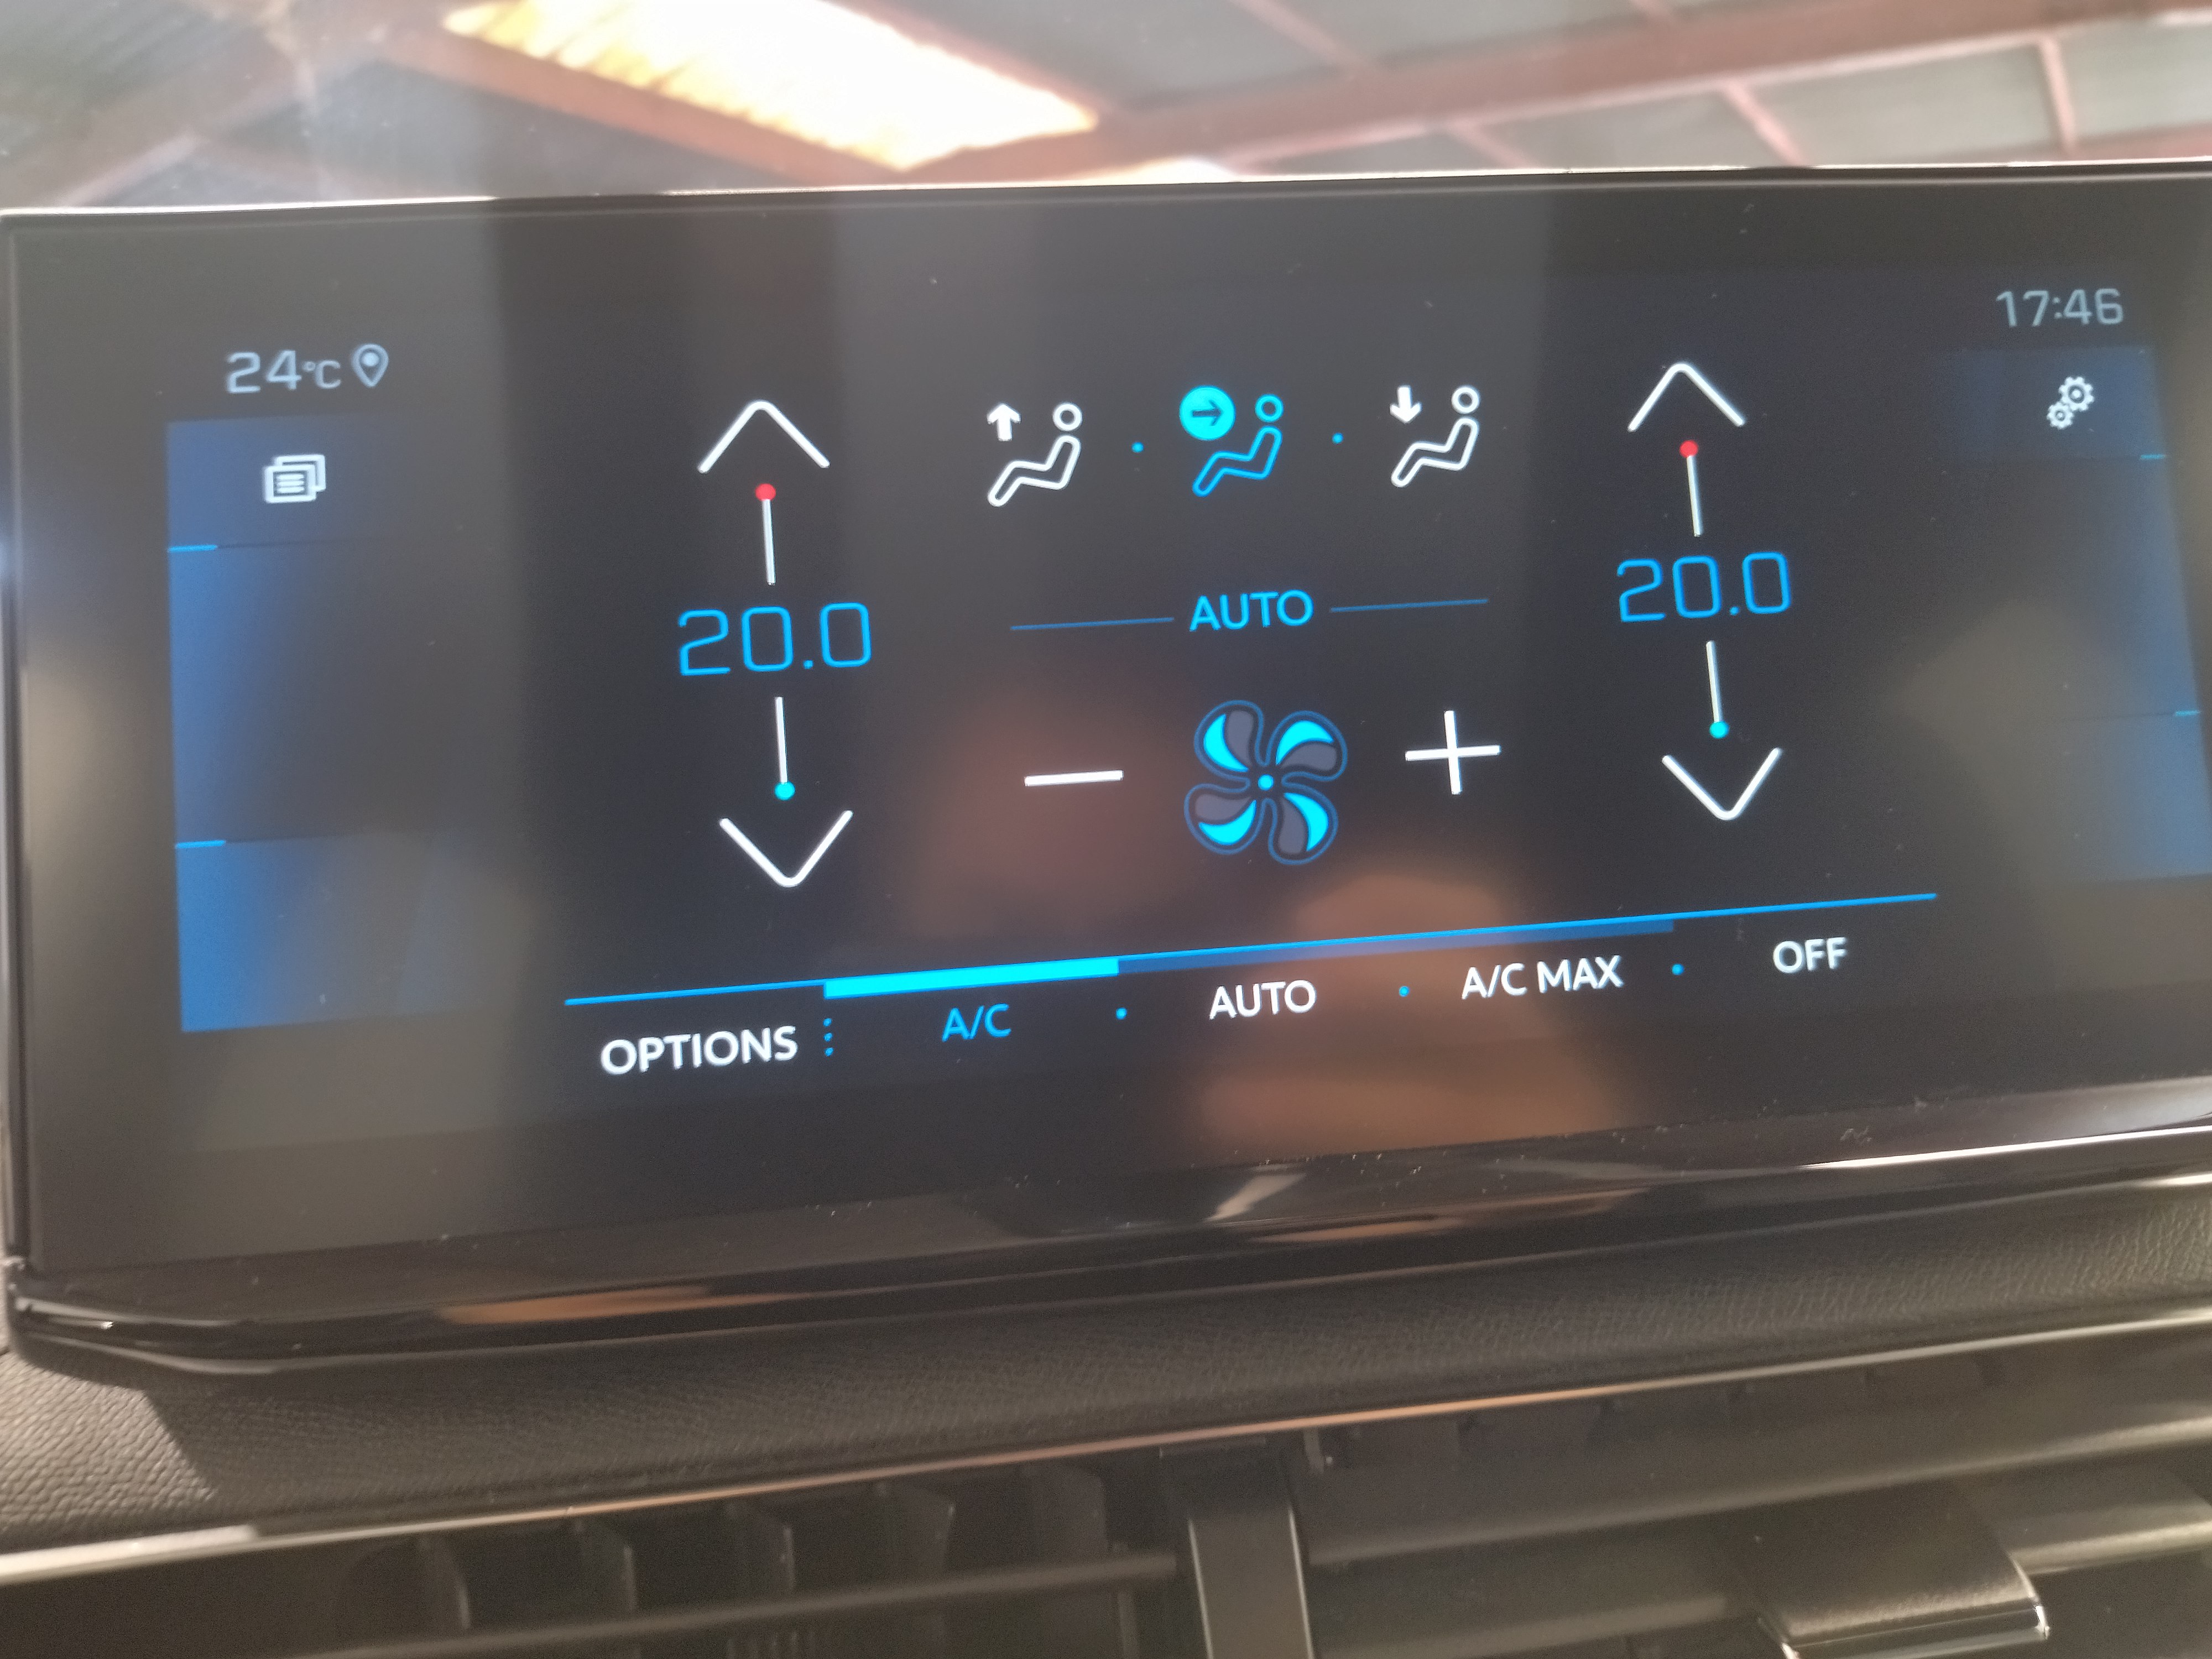 24°C
17:46
20.0
AUTO
20.0
OPTIONS A/C AUTO A/C MAX OFF